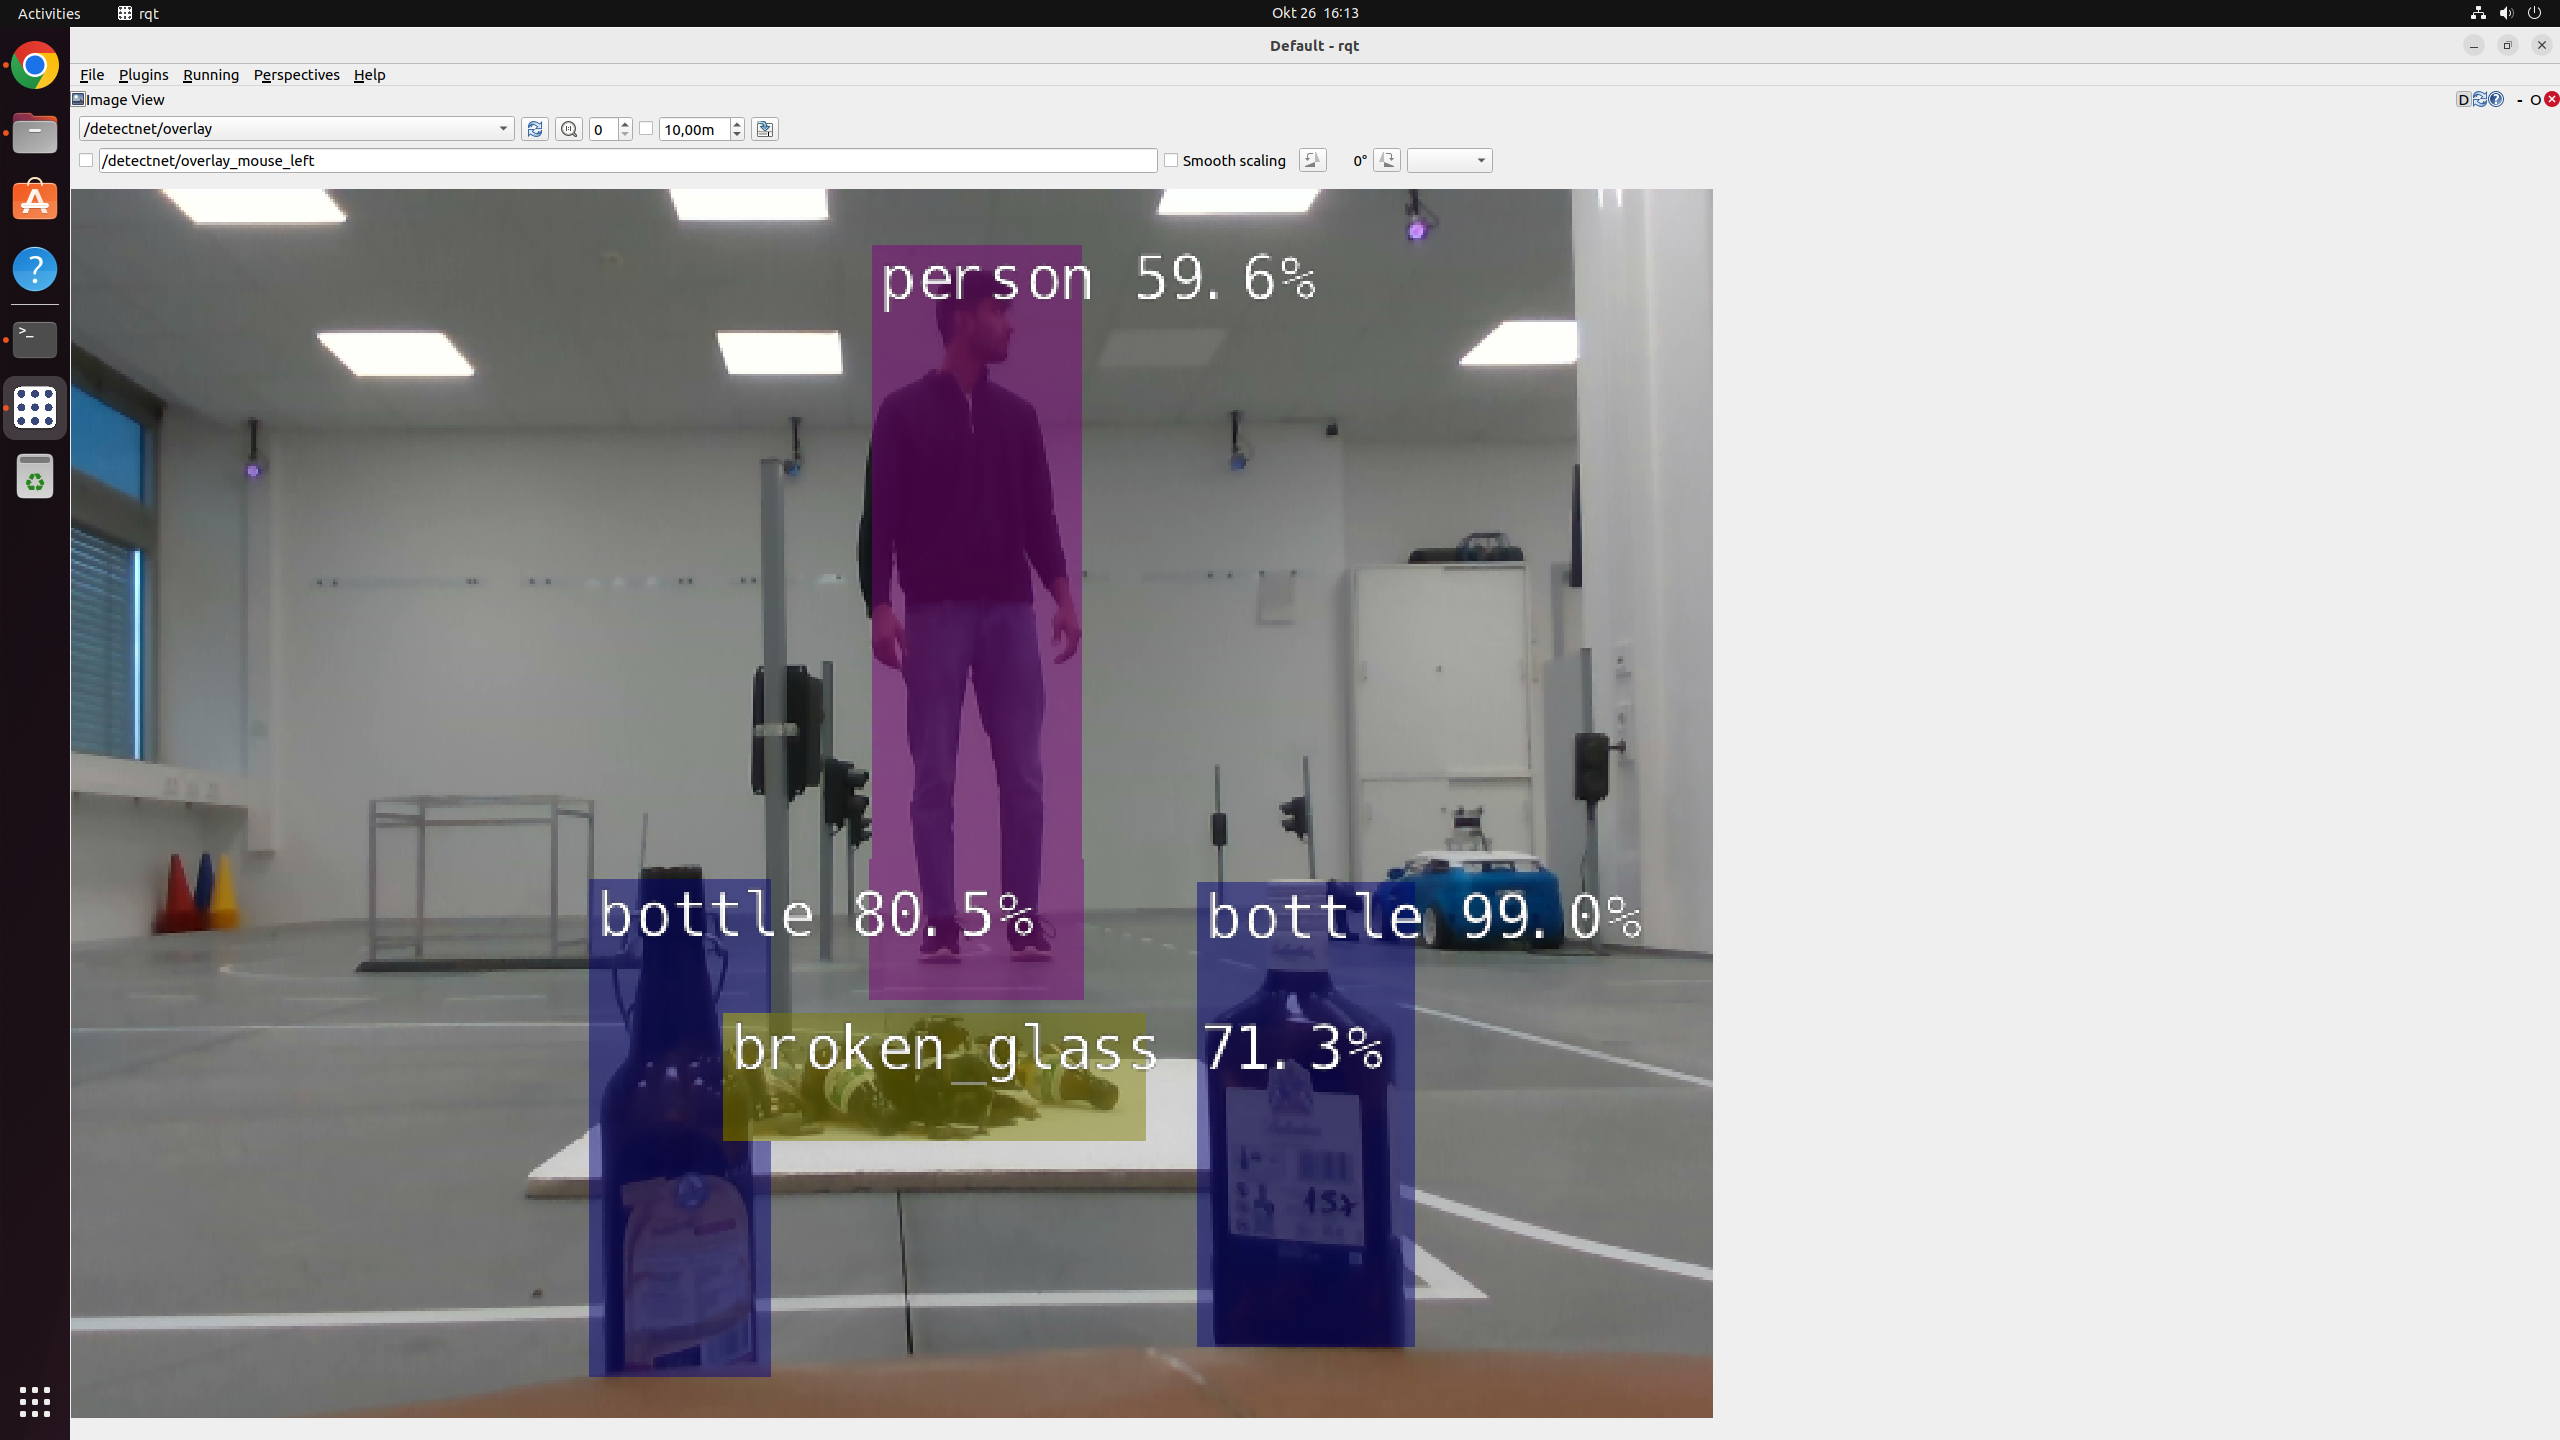 Activities rqt Okt 26 16:13
Default - rqt
File Plugins Running Perspectives Help
Image View D - O
/detectnet/overlay 0 10,00m
/detectnet/overlay_mouse_left Smooth scaling 0°
person 59.6%
bottle 80.5%
bottle 99.0%
broken_glass 71.3%
157